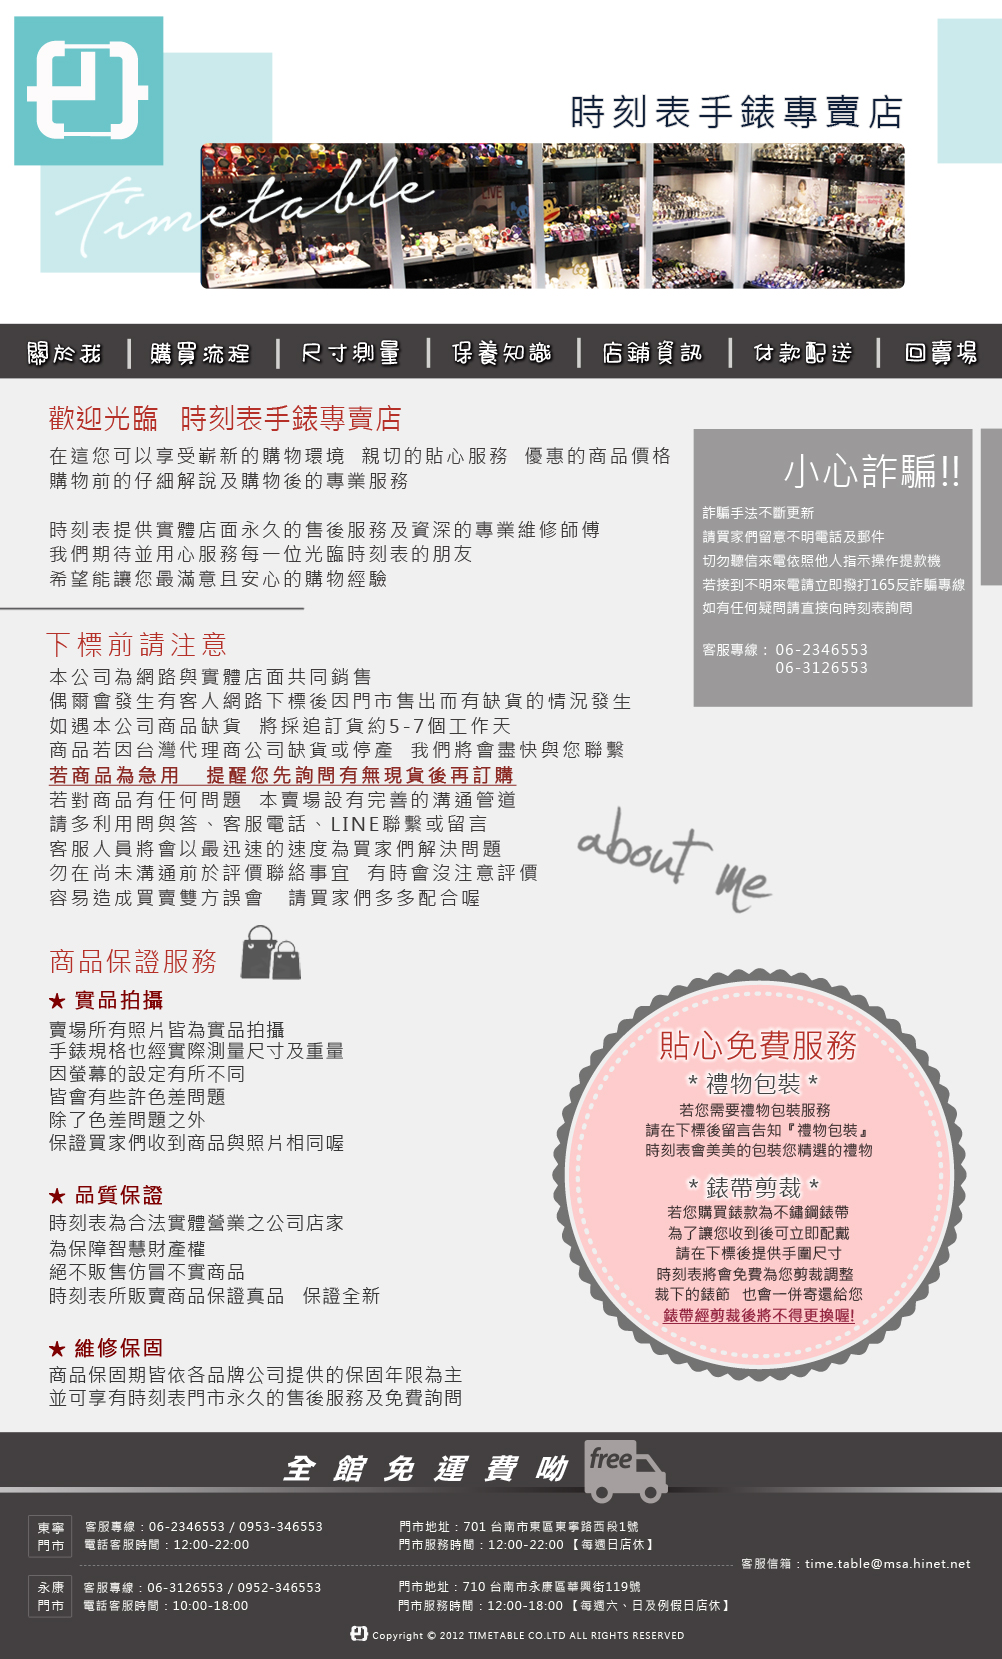 時刻表手錶專賣店
Timetable
關於我 購買流程 尺寸測量 保養知識 店鋪資訊 付款配送 回賣場
歡迎光臨 時刻表手錶專賣店
在這您可以享受嶄新的購物環境 親切的貼心服務 優惠的商品價格
購物前的仔細解說及購物後的專業服務
時刻表提供實體店面永久的售後服務及資深的專業維修師傅
我們期待並用心服務每一位光臨時刻表的朋友
希望能讓您最滿意且安心的購物經驗
小心詐騙!!
詐騙手法不斷更新
請買家們留意不明電話及郵件
切勿聽信來電依照他人指示操作提款機
若接到不明來電請立即撥打165反詐騙專線
如有任何疑問請直接向時刻表詢問
客服專線： 06-2346553
06-3126553
下標前請注意
本公司為網路與實體店面共同銷售
偶爾會發生有客人網路下標後因門市售出而有缺貨的情況發生
如遇本公司商品缺貨 將採追訂貨約5-7個工作天
商品若因台灣代理商公司缺貨或停產 我們將會盡快與您聯繫
若商品為急用 提醒您先詢問有無現貨後再訂購
若對商品有任何問題 本賣場設有完善的溝通管道
請多利用問與答、客服電話、LINE聯繫或留言
客服人員將會以最迅速的速度為買家們解決問題
勿在尚未溝通前於評價聯絡事宜 有時會沒注意評價
容易造成買賣雙方誤會 請買家們多多配合喔
about me
商品保證服務
★ 實品拍攝
賣場所有照片皆為實品拍攝
手錶規格也經實際測量尺寸及重量
因螢幕的設定有所不同
皆會有些許色差問題
除了色差問題之外
保證買家們收到商品與照片相同喔
★ 品質保證
時刻表為合法實體營業之公司店家
為保障智慧財產權
絕不販售仿冒不實商品
時刻表所販賣商品保證真品 保證全新
★ 維修保固
商品保固期皆依各品牌公司提供的保固年限為主
並可享有時刻表門市永久的售後服務及免費詢問
貼心免費服務
* 禮物包裝 *
若您需要禮物包裝服務
請在下標後留言告知『禮物包裝』
時刻表會美美的包裝您精選的禮物
* 錶帶剪裁 *
若您購買錶款為不鏽鋼錶帶
為了讓您收到後可立即配戴
請在下標後提供手圍尺寸
時刻表將會免費為您剪裁調整
裁下的錶節 也會一併寄還給您
錶帶經剪裁後將不得更換喔!
全館免運費呦
free
東寧門市
客服專線：06-2346553 / 0953-346553
電話客服時間：12:00-22:00
門市地址：701 台南市東區東寧路西段1號
門市服務時間：12:00-22:00【每週日店休】
客服信箱：time.table@msa.hinet.net
永康門市
客服專線：06-3126553 / 0952-346553
電話客服時間：10:00-18:00
門市地址：710 台南市永康區華興街119號
門市服務時間：12:00-18:00【每週六、日及例假日店休】
Copyright © 2012 TIMETABLE CO.LTD ALL RIGHTS RESERVED